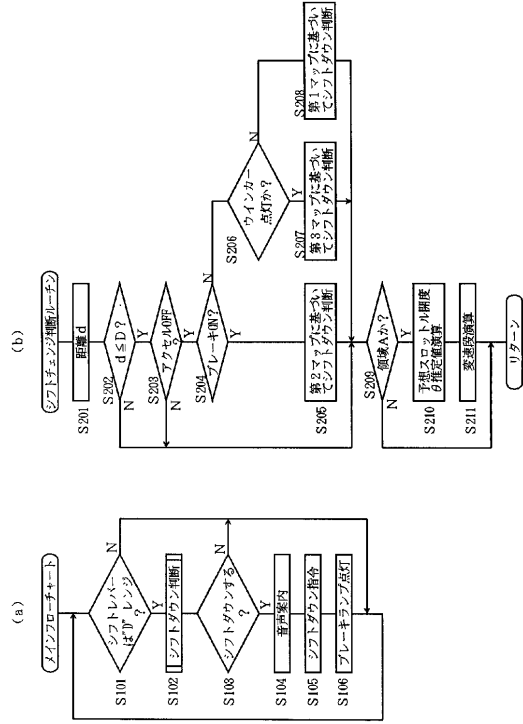 (a)
メインフローチャート
シフトレバー
は"D"レンジ
?
S101
N
Y
シフトダウン判断
S102
シフトダウンする
?
S103
N
Y
音声案内
S104
シフトダウン指令
S105
ブレーキランプ点灯
S106
(b)
シフトチェンジ判断ルーチン
距離d
S201
d≦D?
S202
N
Y
アクセルOFF
?
S203
N
Y
ブレーキON?
S204
N
Y
第2マップに基づい
てシフトダウン判断
S205
ウインカー
点灯か?
S206
N
Y
第3マップに基づい
てシフトダウン判断
S207
第1マップに基づい
てシフトダウン判断
S208
領域Aか?
S209
N
Y
予想スロットル開度
θ推定値演算
S210
変速段演算
S211
リターン